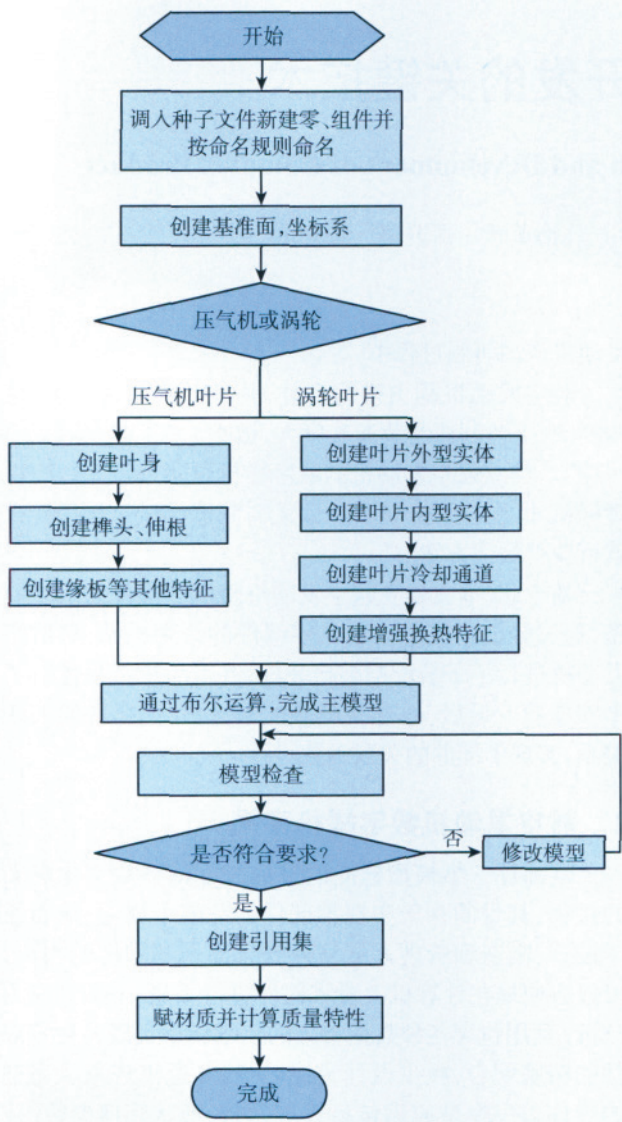 开始
调入种子文件新建零、组件并
按命名规则命名
创建基准面,坐标系
压气机或涡轮
压气机叶片
涡轮叶片
创建叶身
创建榫头、伸根
创建缘板等其他特征
创建叶片外型实体
创建叶片内型实体
创建叶片冷却通道
创建增强换热特征
通过布尔运算,完成主模型
模型检查
是否符合要求?
否
修改模型
是
创建引用集
赋材质并计算质量特性
完成